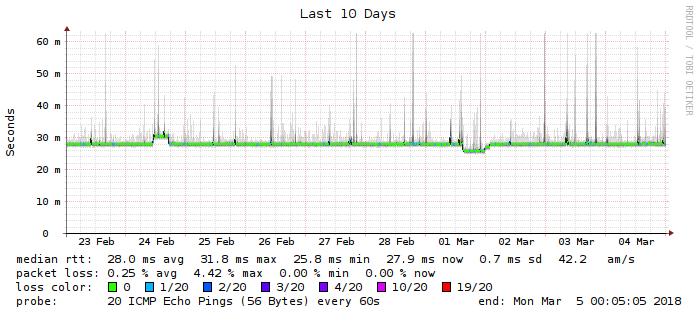 Last 10 Days
RRDTOOL / TOBI OETIKER
Seconds
60 m
50 m
40 m
30 m
20 m
10 m
0
23 Feb 24 Feb 25 Feb 26 Feb 27 Feb 28 Feb 01 Mar 02 Mar 03 Mar 04 Mar
median rtt: 28.0 ms avg 31.8 ms max 25.8 ms min 27.9 ms now 0.7 ms sd 42.2 am/s
packet loss: 0.25 % avg 4.42 % max 0.00 % min 0.00 % now
loss color: 0 1/20 2/20 3/20 4/20 10/20 19/20
probe: 20 ICMP Echo Pings (56 Bytes) every 60s end: Mon Mar 5 00:05:05 2018